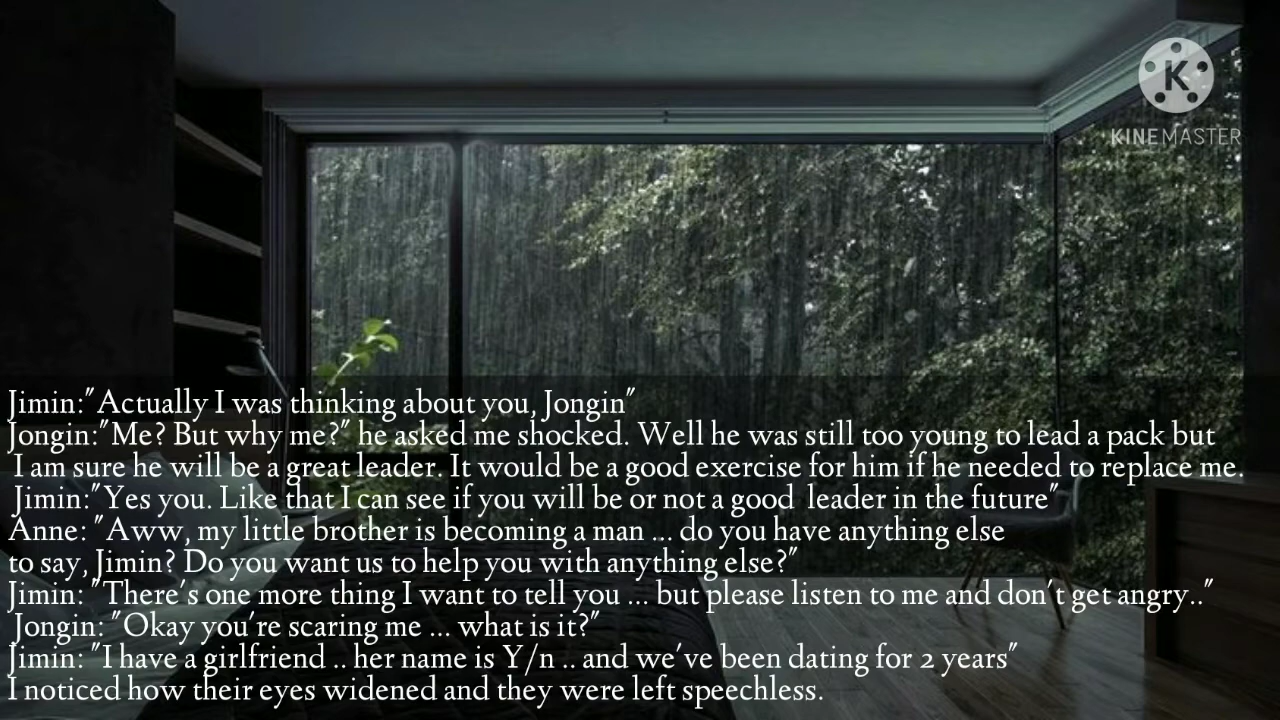 K
KINEMASTER
Jimin:"Actually I was thinking about you, Jongin"
Jongin:"Me? But why me?" he asked me shocked. Well he was still too young to lead a pack but
I am sure he will be a great leader. It would be a good exercise for him if he needed to replace me.
Jimin:"Yes you. Like that I can see if you will be or not a good leader in the future"
Anne: "Aww, my little brother is becoming a man ... do you have anything else
to say, Jimin? Do you want us to help you with anything else?"
Jimin: "There's one more thing I want to tell you ... but please listen to me and don't get angry.."
Jongin: "Okay you're scaring me ... what is it?"
Jimin: "I have a girlfriend .. her name is Y/n .. and we've been dating for 2 years"
I noticed how their eyes widened and they were left speechless.